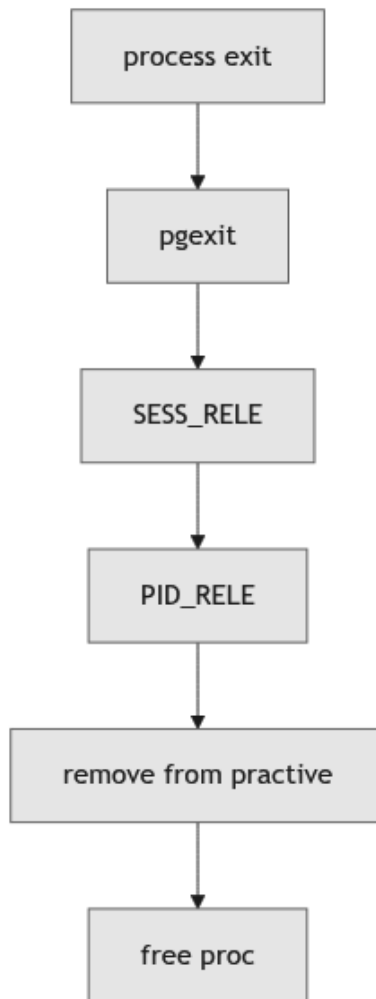 process exit
pgexit
SESS_RELE
PID_RELE
remove from practive
free proc